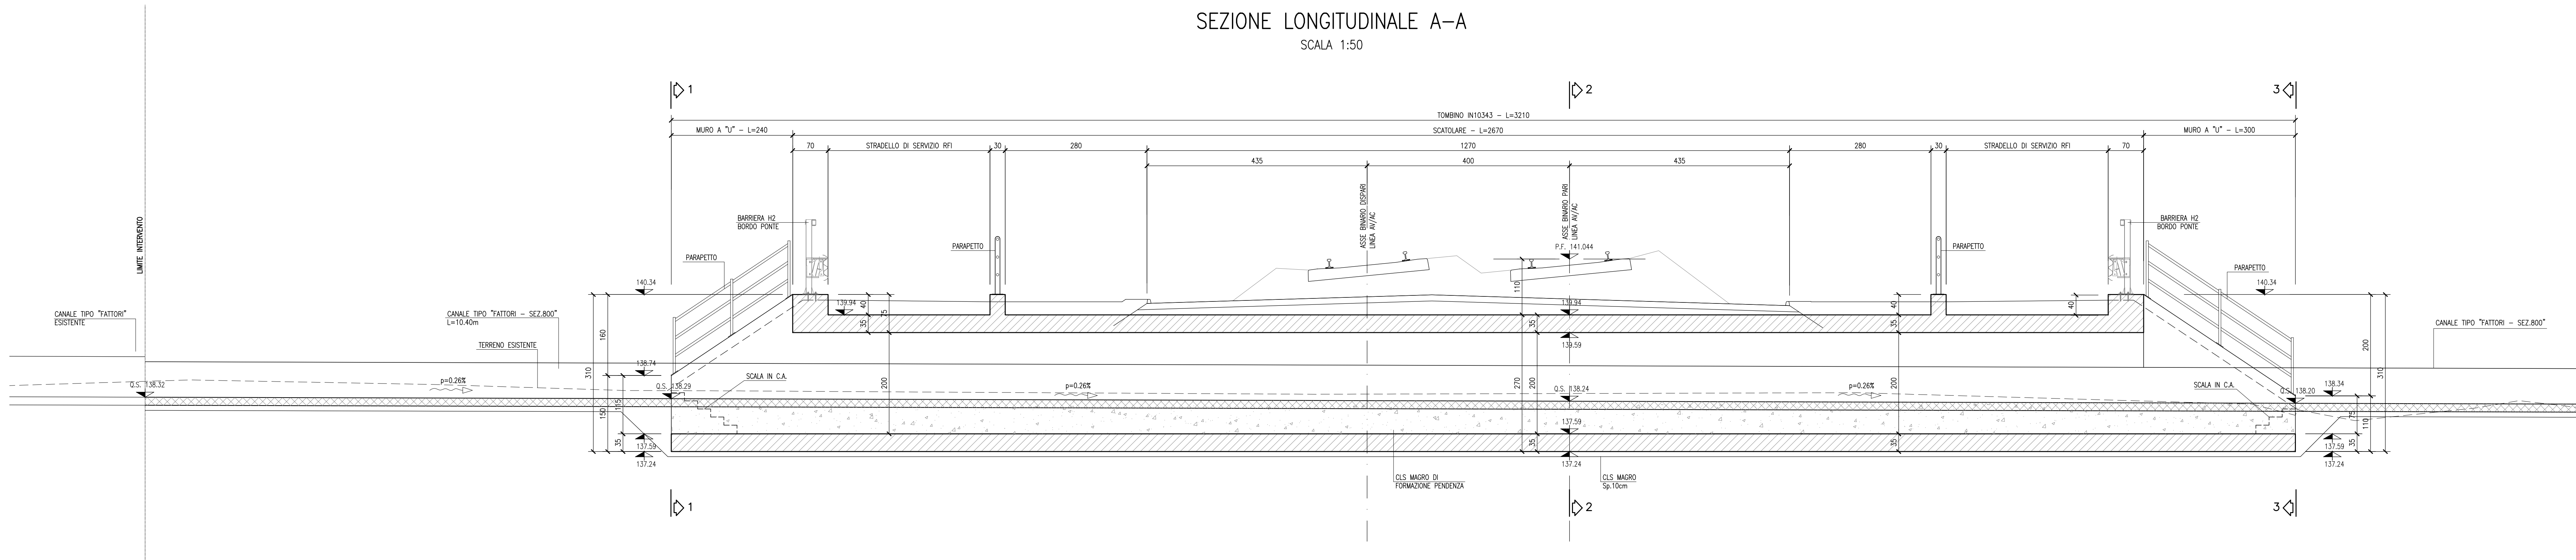 SEZIONE LONGITUDINALE A-A
SCALA 1:50
1
2
3
TOMBINO IN10343 - L=3210
MURO A "U" - L=240
SCATOLARE - L=2670
MURO A "U" - L=300
70
STRADELLO DI SERVIZIO RFI
30
280
1270
280
30
STRADELLO DI SERVIZIO RFI
70
435
400
435
LIMITE INTERVENTO
ASSE BINARIO DISPARI
LINEA AV/AC
ASSE BINARIO PARI
LINEA AV/AC
BARRIERA H2
BORDO PONTE
BARRIERA H2
BORDO PONTE
PARAPETTO
PARAPETTO
PARAPETTO
PARAPETTO
P.F. 141.044
140.34
140.34
139.94
139.94
40
35
75
110
35
40
35
40
CANALE TIPO "FATTORI"
ESISTENTE
CANALE TIPO "FATTORI - SEZ.800"
L=10.40m
CANALE TIPO "FATTORI - SEZ.800"
TERRENO ESISTENTE
139.59
160
310
138.74
200
270
200
200
200
310
Q.S. 138.32
p=0.26%
Q.S. 138.29
SCALA IN C.A.
p=0.26%
Q.S. 138.24
p=0.26%
SCALA IN C.A.
Q.S. 138.20
138.34
150
115
35
137.59
137.24
137.59
35
35
137.24
75
110
35
137.59
137.24
CLS MAGRO DI
FORMAZIONE PENDENZA
CLS MAGRO
Sp.10cm
1
2
3